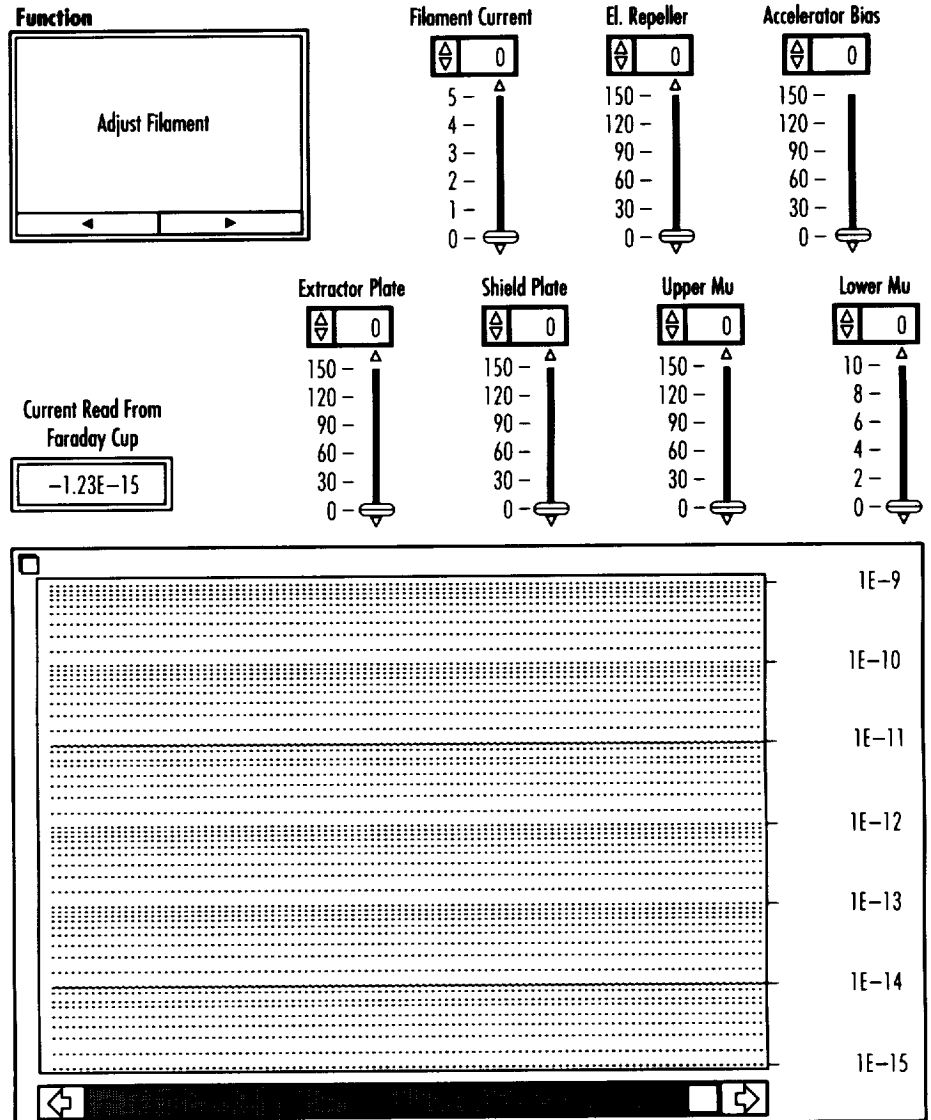 Function
Adjust Filament
Filament Current
0
5 –
4 –
3 –
2 –
1 –
0 –
El. Repeller
0
150 –
120 –
90 –
60 –
30 –
0 –
Accelerator Bias
0
150 –
120 –
90 –
60 –
30 –
0 –
Current Read From
Faraday Cup
–1.23E–15
Extractor Plate
0
150 –
120 –
90 –
60 –
30 –
0 –
Shield Plate
0
150 –
120 –
90 –
60 –
30 –
0 –
Upper Mu
0
150 –
120 –
90 –
60 –
30 –
0 –
Lower Mu
0
10 –
8 –
6 –
4 –
2 –
0 –
1E–9
1E–10
1E–11
1E–12
1E–13
1E–14
1E–15